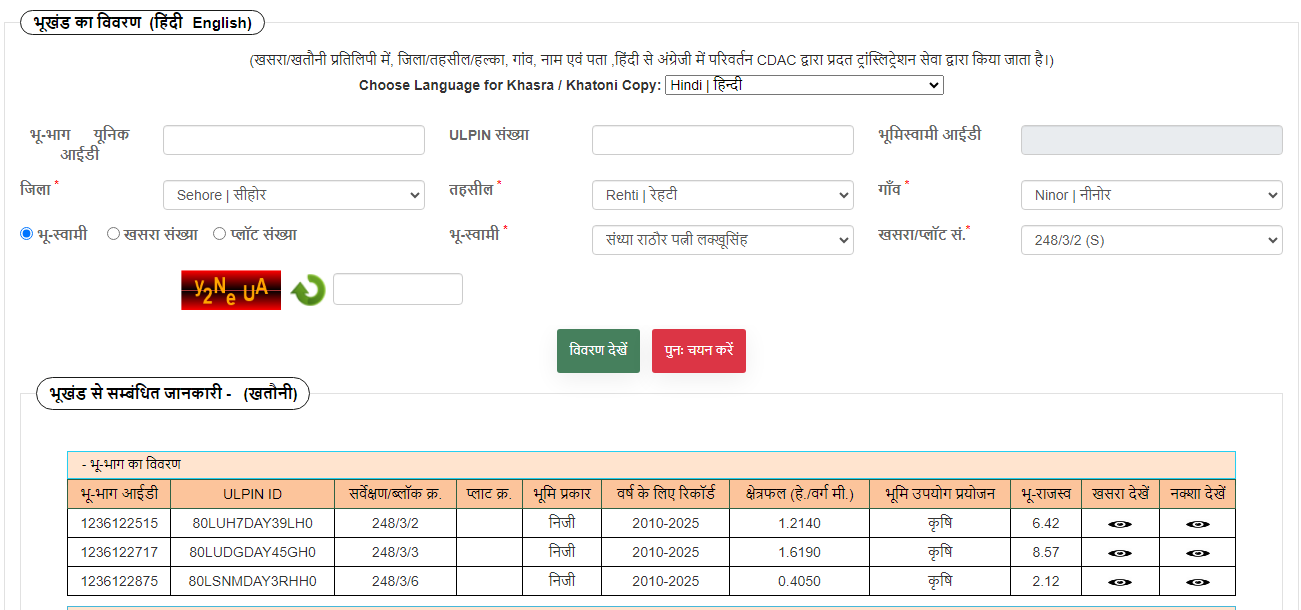 भूखंड का विवरण (हिंदी English)
(खसरा/खतौनी प्रतिलिपी में, जिला/तहसील/हल्का, गांव, नाम एवं पता ,हिंदी से अंग्रेजी में परिवर्तन CDAC द्वारा प्रदत ट्रांस्लिट्रेशन सेवा द्वारा किया जाता है।)
Choose Language for Khasra / Khatoni Copy: Hindi | हिन्दी
भू-भाग यूनिक आईडी ULPIN संख्या भूमिस्वामी आईडी
जिला * Sehore | सीहोर तहसील * Rehti | रेहटी गाँव * Ninor | नीनोर
भू-स्वामी खसरा संख्या प्लॉट संख्या भू-स्वामी * संध्या राठौर पत्नी लक्खूसिंह खसरा/प्लॉट सं.* 248/3/2 (S)
y2Ne UA
विवरण देखें पुनः चयन करें
भूखंड से सम्बंधित जानकारी - (खतौनी)
- भू-भाग का विवरण
भू-भाग आईडी ULPIN ID सर्वेक्षण/ब्लॉक क्र. प्लाट क्र. भूमि प्रकार वर्ष के लिए रिकॉर्ड क्षेत्रफल (हे./वर्ग मी.) भूमि उपयोग प्रयोजन भू-राजस्व खसरा देखें नक्शा देखें
1236122515 80LUH7DAY39LH0 248/3/2 निजी 2010-2025 1.2140 कृषि 6.42
1236122717 80LUDGDAY45GH0 248/3/3 निजी 2010-2025 1.6190 कृषि 8.57
1236122875 80LSNMDAY3RHH0 248/3/6 निजी 2010-2025 0.4050 कृषि 2.12